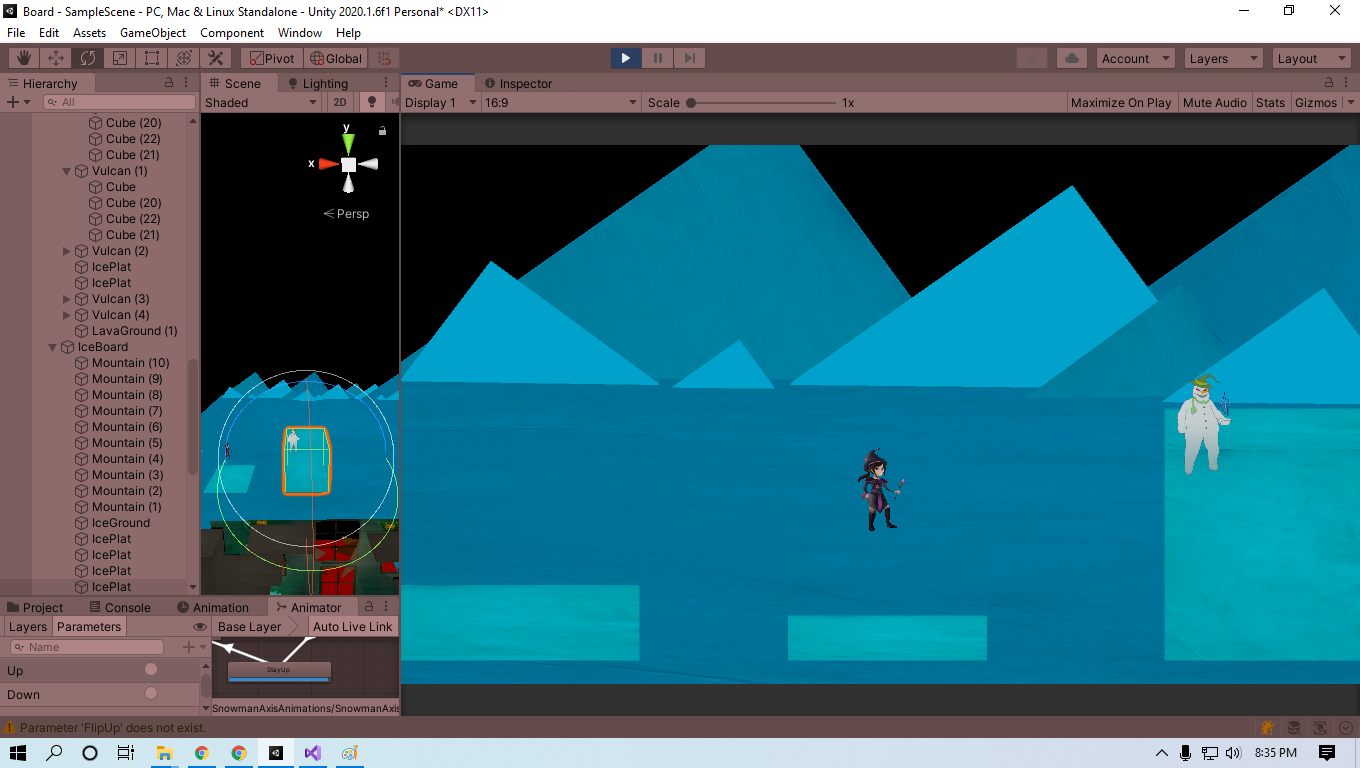 Board - SampleScene - PC, Mac & Linux Standalone - Unity 2020.1.6f1 Personal* <DX11>
File Edit Assets GameObject Component Window Help
Pivot Global Account Layers Layout
Hierarchy
All
Cube (20)
Cube (22)
Cube (21)
Vulcan (1)
Cube
Cube (20)
Cube (22)
Cube (21)
Vulcan (2)
IcePlat
IcePlat
Vulcan (3)
Vulcan (4)
LavaGround (1)
IceBoard
Mountain (10)
Mountain (9)
Mountain (8)
Mountain (7)
Mountain (6)
Mountain (5)
Mountain (4)
Mountain (3)
Mountain (2)
Mountain (1)
IceGround
IcePlat
IcePlat
IcePlat
IcePlat
Scene Lighting
Shaded 2D
y
x
Persp
Game Inspector
Display 1 16:9 Scale 1x Maximize On Play Mute Audio Stats Gizmos
Project Console Animation Animator
Layers Parameters Base Layer Auto Live Link
Name
Up
Down
StayUp
SnowmanAxisAnimations/SnowmanAxis
Parameter 'FlipUp' does not exist.
8:35 PM